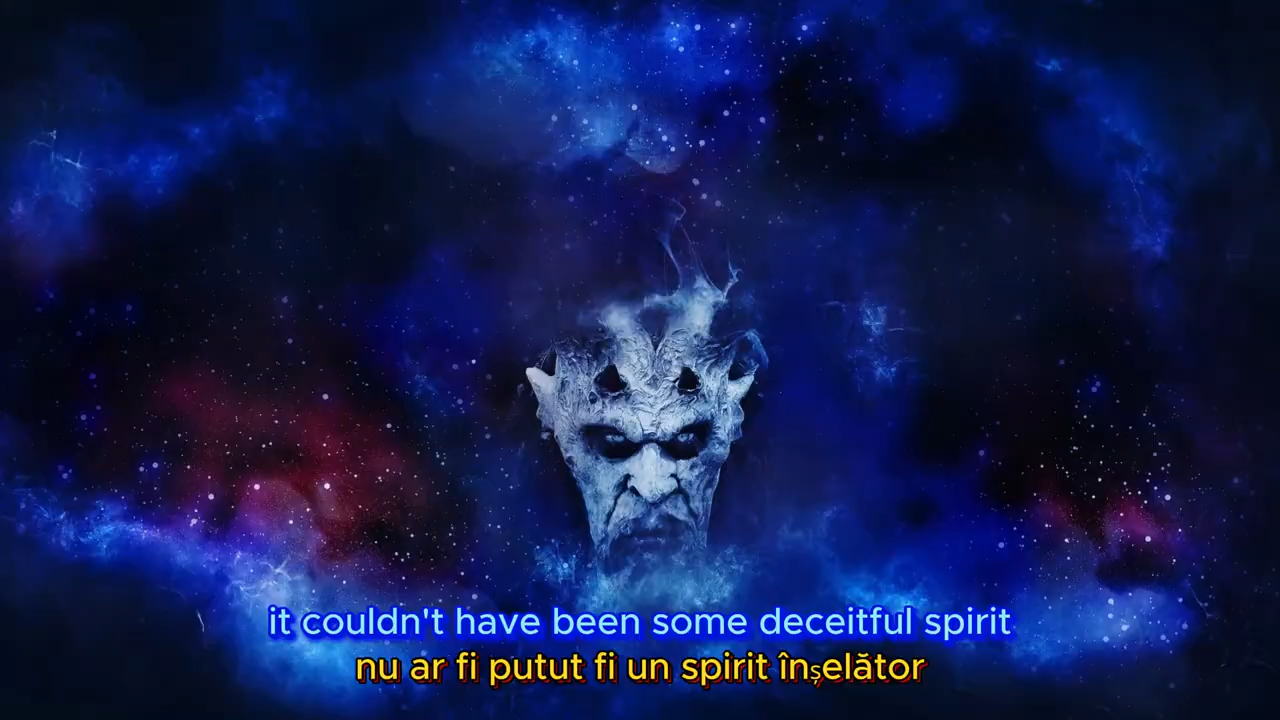 it couldn't have been some deceitful spirit
nu ar fi putut fi un spirit înșelător